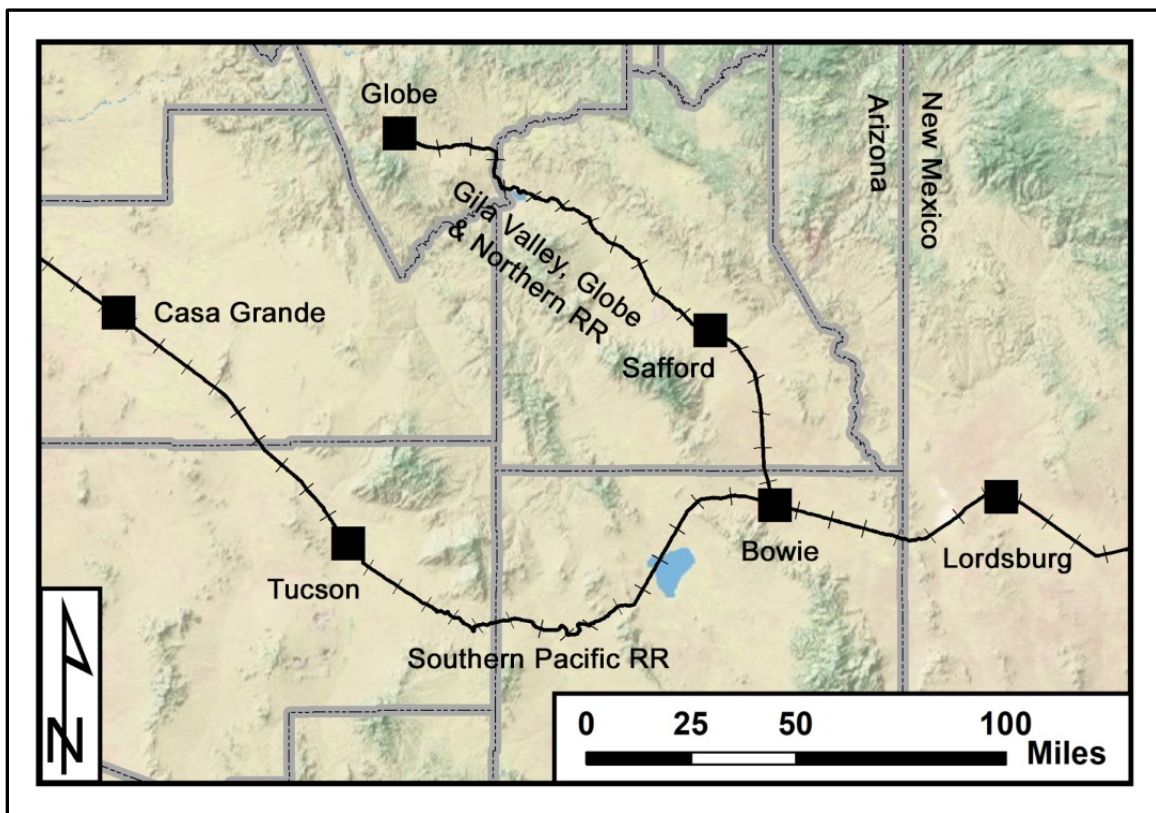 Globe
Arizona
New Mexico
Gila Valley, Globe
& Northern RR
Casa Grande
Safford
Bowie
Lordsburg
Tucson
Southern Pacific RR
N
0 25 50 100
Miles